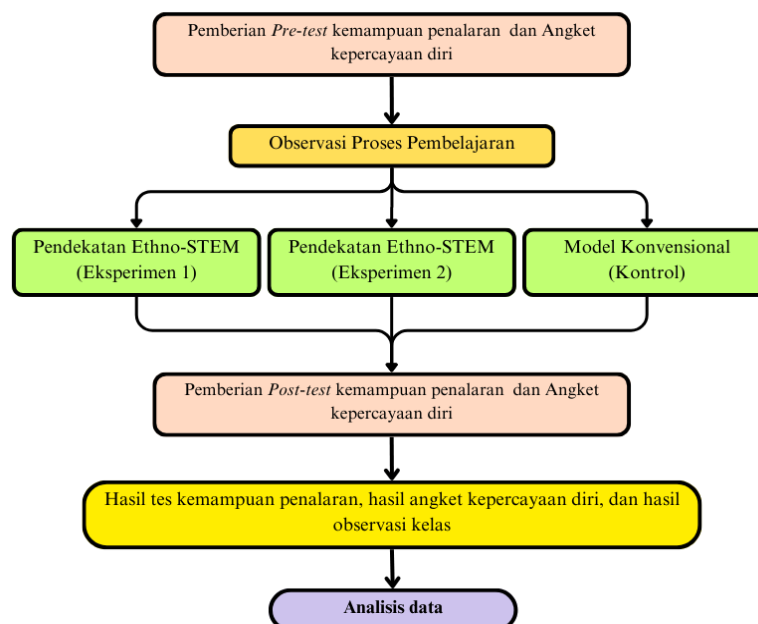 Pemberian Pre-test kemampuan penalaran dan Angket
kepercayaan diri
Observasi Proses Pembelajaran
Pendekatan Ethno-STEM
(Eksperimen 1)
Pendekatan Ethno-STEM
(Eksperimen 2)
Model Konvensional
(Kontrol)
Pemberian Post-test kemampuan penalaran dan Angket
kepercayaan diri
Hasil tes kemampuan penalaran, hasil angket kepercayaan diri, dan hasil
observasi kelas
Analisis data